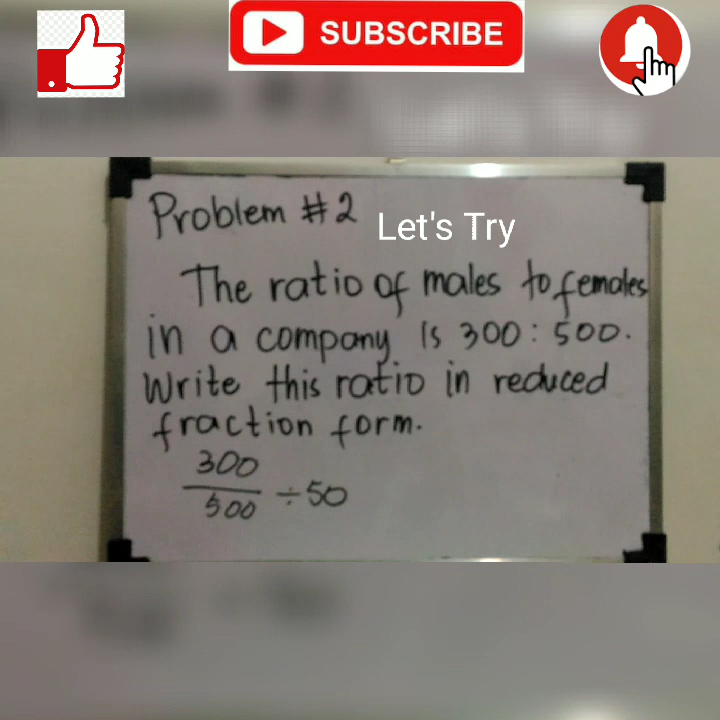 SUBSCRIBE
Problem #2
Let's Try
The ratio of males to females
in a company is 300 : 500.
Write this ratio in reduced
fraction form.
300
500 ÷ 50